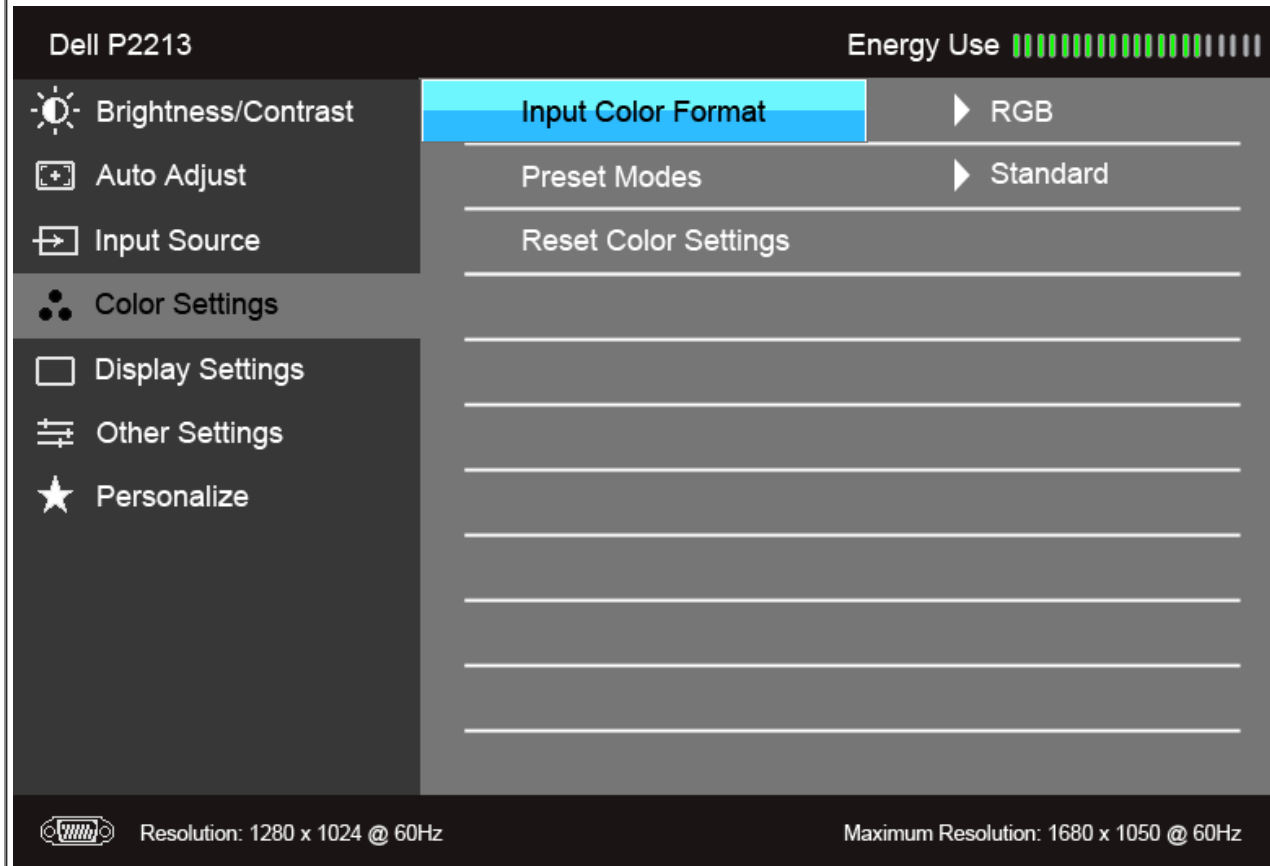 Dell P2213
Energy Use
Brightness/Contrast
Input Color Format
RGB
Auto Adjust
Preset Modes
Standard
Input Source
Reset Color Settings
Color Settings
Display Settings
Other Settings
Personalize
Resolution: 1280 x 1024 @ 60Hz
Maximum Resolution: 1680 x 1050 @ 60Hz